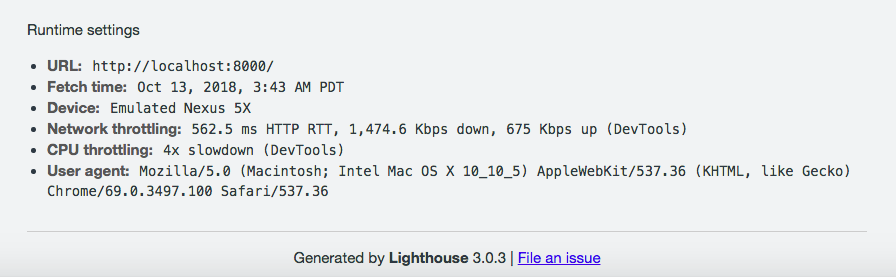 Runtime settings
• URL: http://localhost:8000/
• Fetch time: Oct 13, 2018, 3:43 AM PDT
• Device: Emulated Nexus 5X
• Network throttling: 562.5 ms HTTP RTT, 1,474.6 Kbps down, 675 Kbps up (DevTools)
• CPU throttling: 4x slowdown (DevTools)
• User agent: Mozilla/5.0 (Macintosh; Intel Mac OS X 10_10_5) AppleWebKit/537.36 (KHTML, like Gecko)
Chrome/69.0.3497.100 Safari/537.36
Generated by Lighthouse 3.0.3 | File an issue